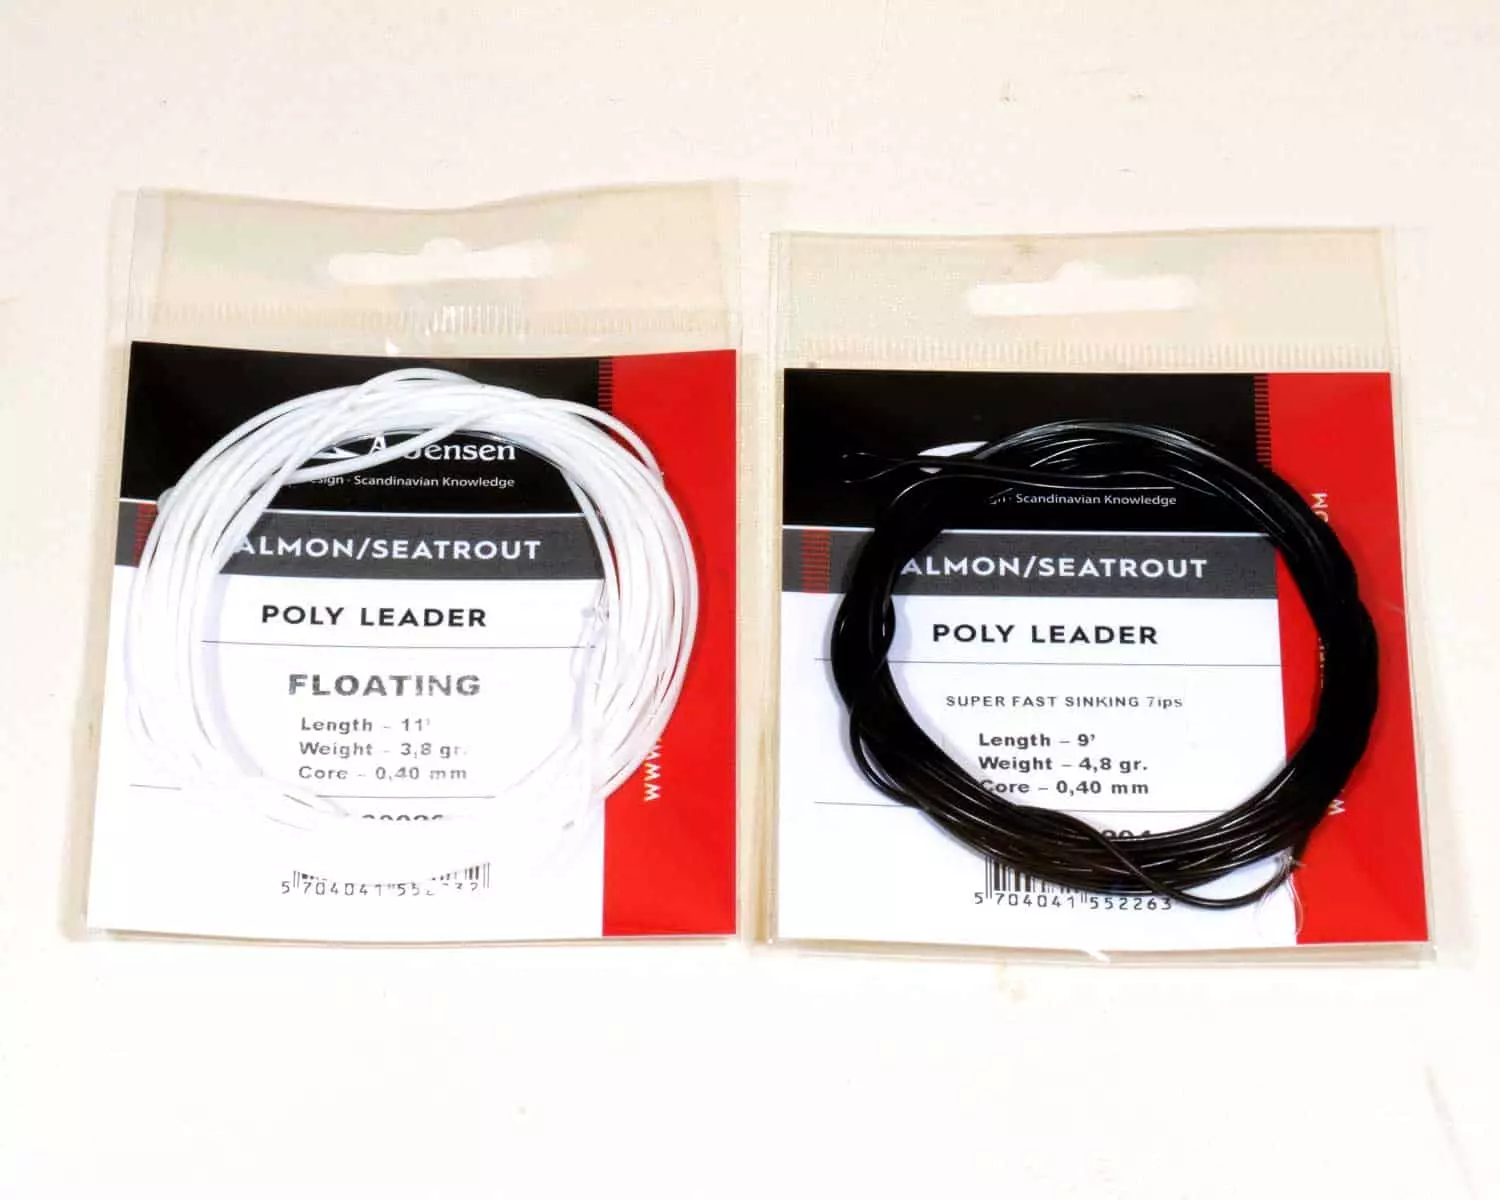 Jensen
Scandinavian Knowledge
ALMON/SEATROUT
POLY LEADER
FLOATING
Length - 11'
Weight - 3,8 gr.
Core - 0,40 mm
WWW
Scandinavian Knowledge
ALMON/SEATROUT
POLY LEADER
SUPER FAST SINKING 7ips
Length - 9'
Weight - 4,8 gr.
Core - 0,40 mm
5 704041 552263